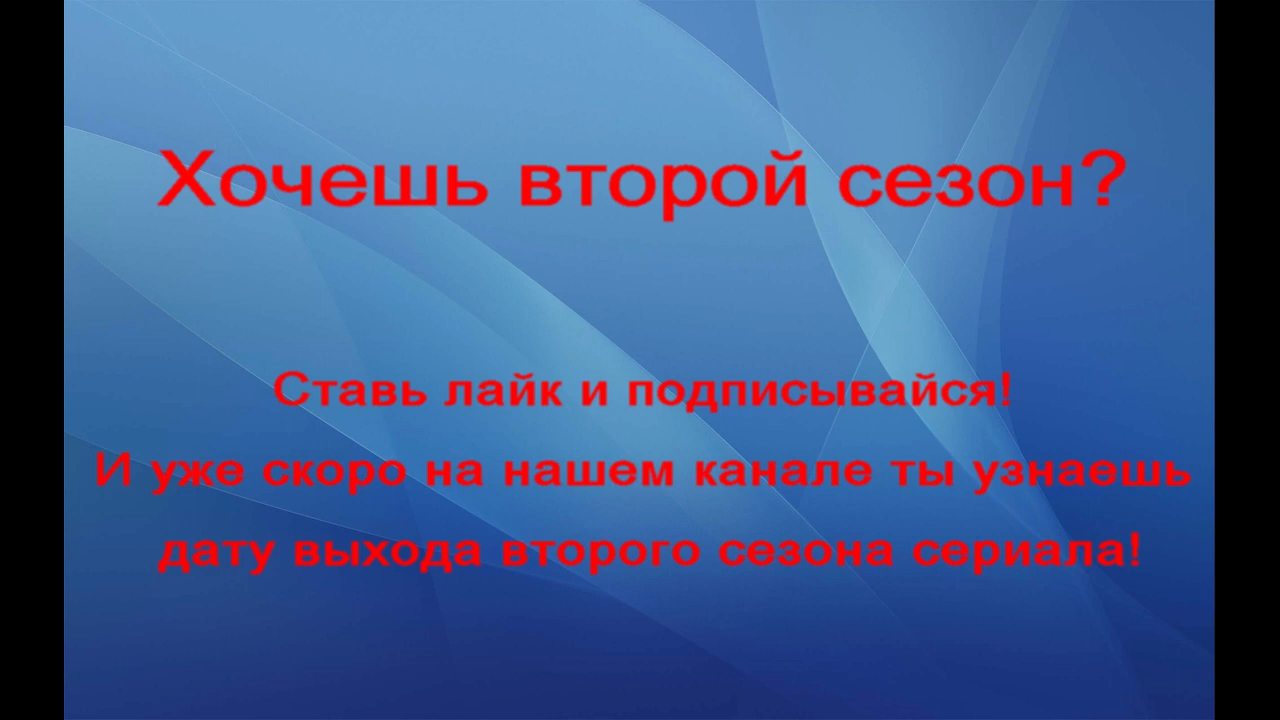 Хочешь второй сезон?
Ставь лайк и подписывайся!
И уже скоро на нашем канале ты узнаешь
дату выхода второго сезона сериала!